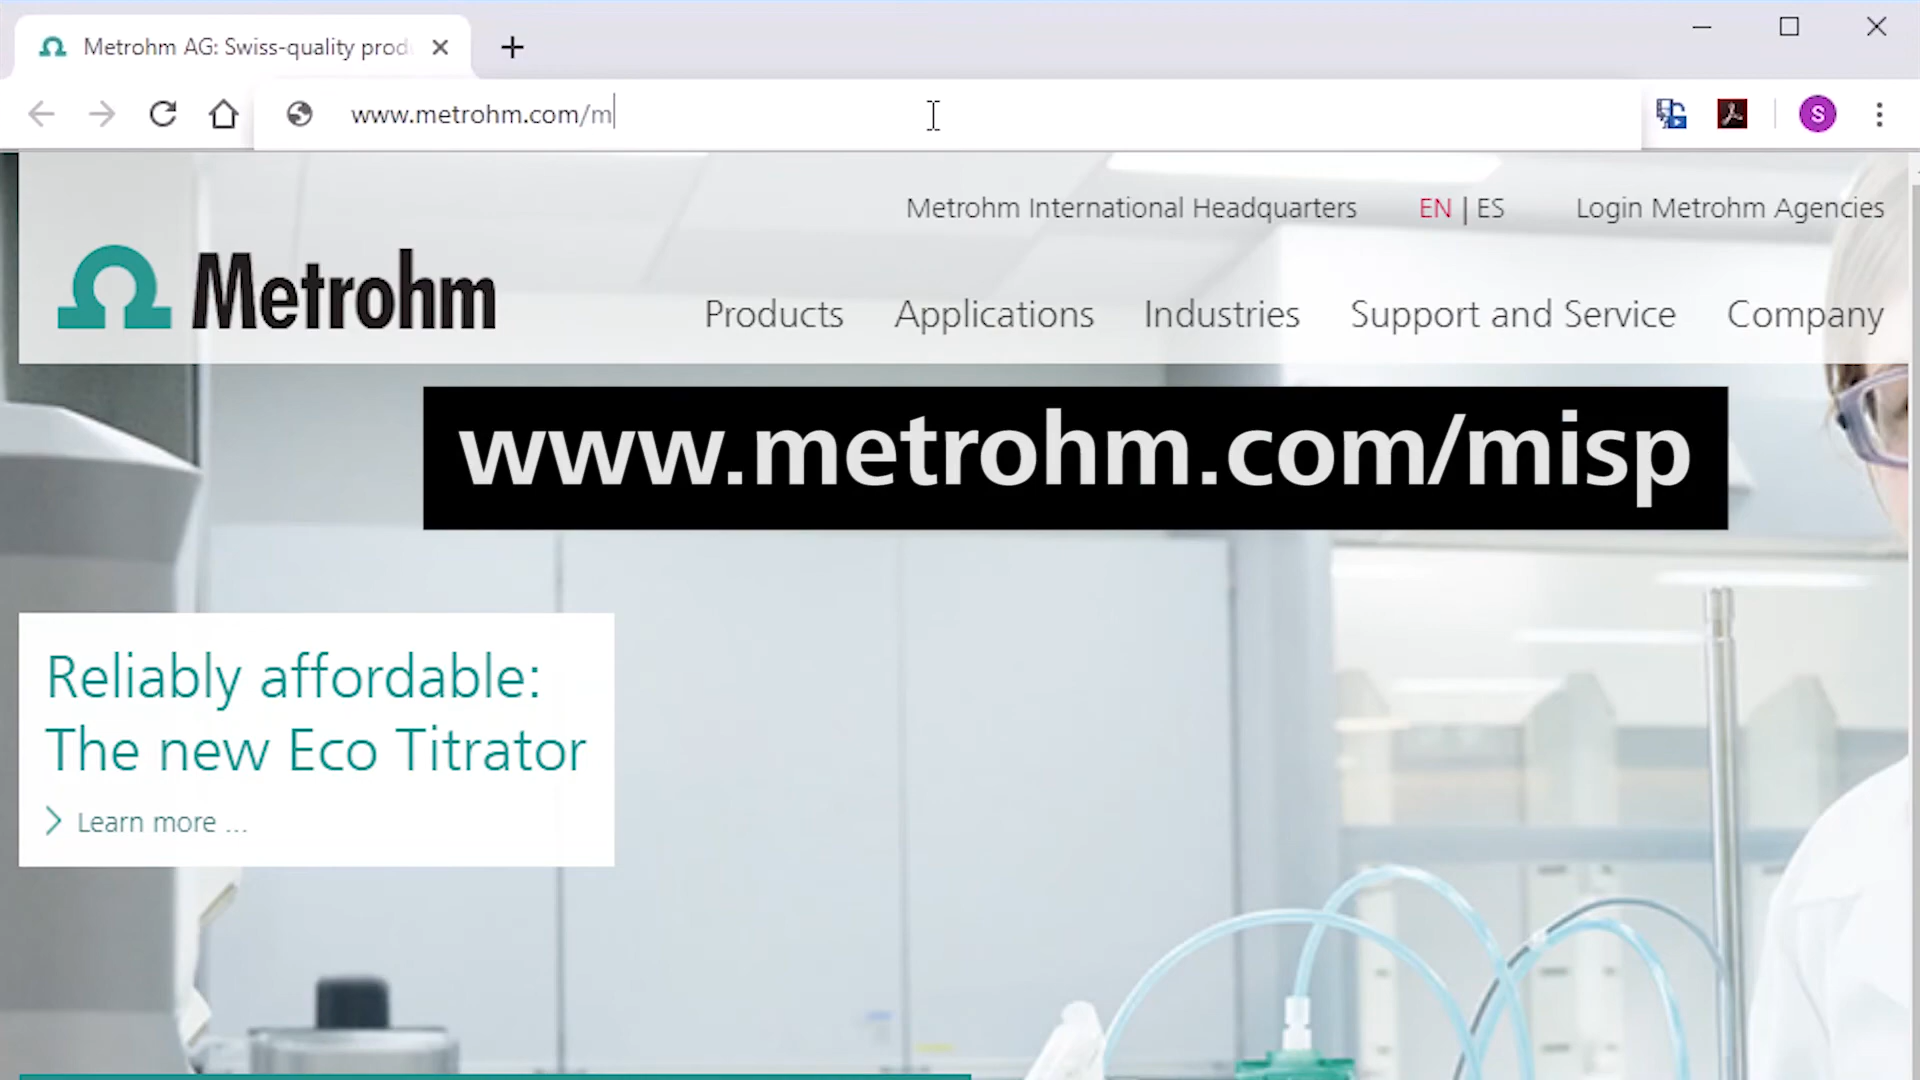 Metrohm AG: Swiss-quality prod
www.metrohm.com/m
S
Metrohm International Headquarters
EN | ES
Login Metrohm Agencies
Metrohm
Products
Applications
Industries
Support and Service
Company
www.metrohm.com/misp
Reliably affordable:
The new Eco Titrator
Learn more ...